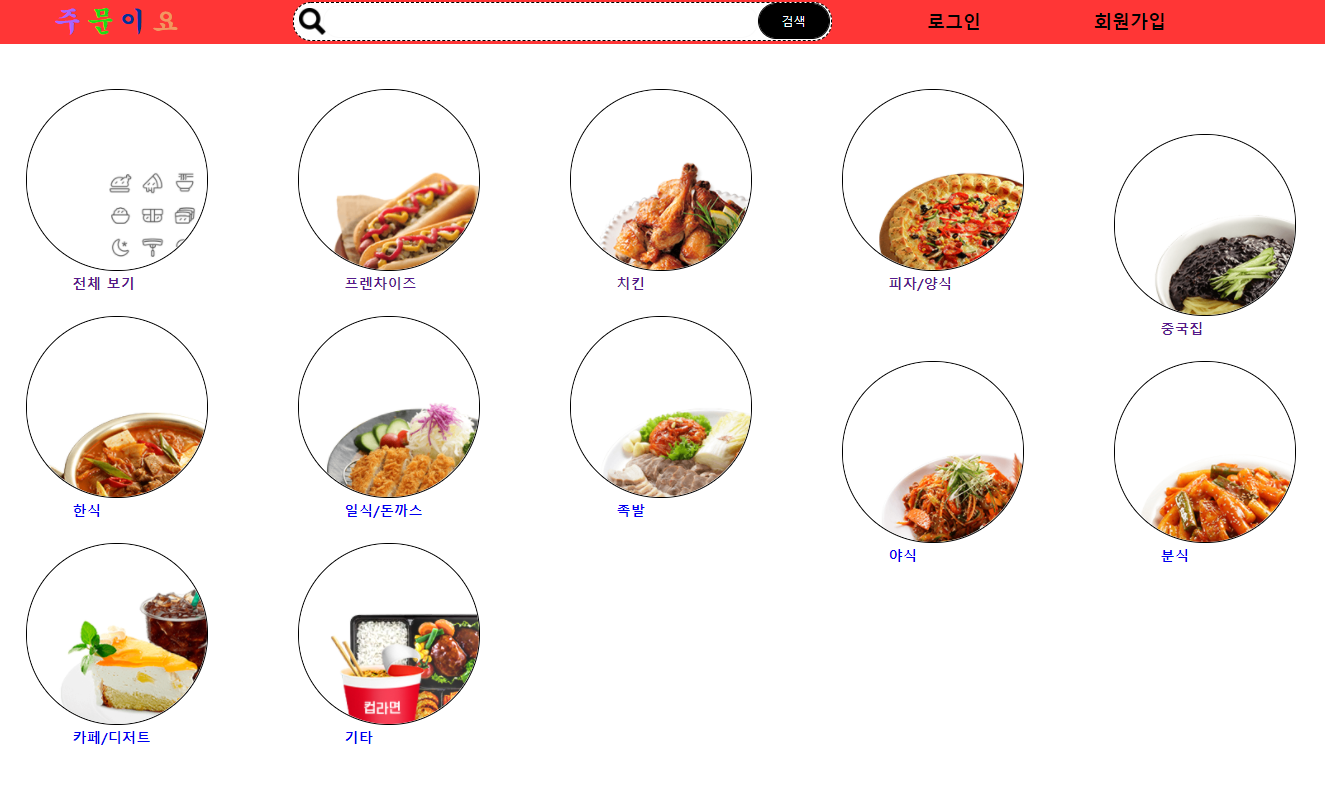 주문이요
검색
로그인
회원가입
전체 보기
프렌차이즈
치킨
피자/양식
중국집
한식
일식/돈까스
족발
야식
분식
카페/디저트
컵라면
기타